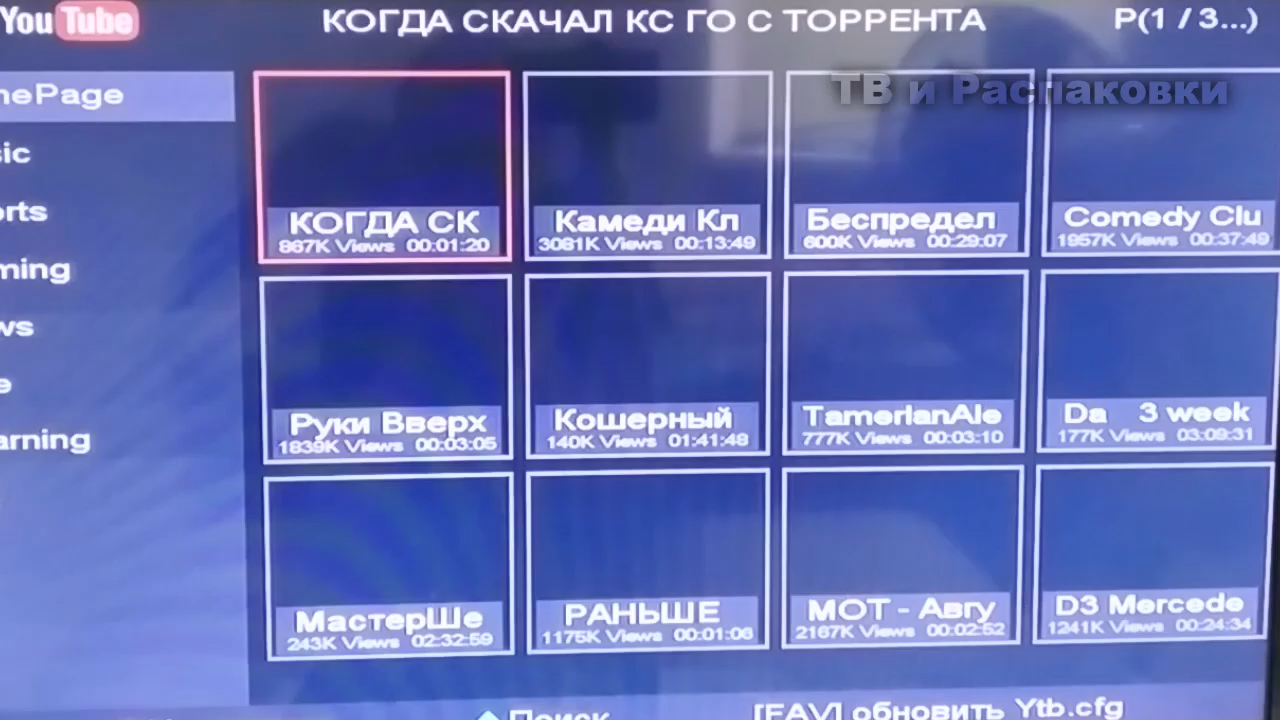 YouTube
КОГДА СКАЧАЛ КС ГО С ТОРРЕНТА
P(1 / 3...)
ТВ и Распаковки
nePage
sic
orts
ming
ws
e
arning
КОГДА СК
867K Views 00:01:20
Камеди Кл
3081K Views 00:13:49
Беспредел
600K Views 00:29:07
Comedy Clu
1957K Views 00:37:49
Руки Вверх
1839K Views 00:03:05
Кошерный
140K Views 01:41:48
TamerlanAle
777K Views 00:03:10
Da 3 week
177K Views 03:09:31
МастерШе
243K Views 02:32:59
РАНЬШЕ
1175K Views 00:01:06
МОТ - Авгу
2167K Views 00:02:52
D3 Mercede
1241K Views 00:24:34
Поиск
[FAV] обновить Ytb.cfg